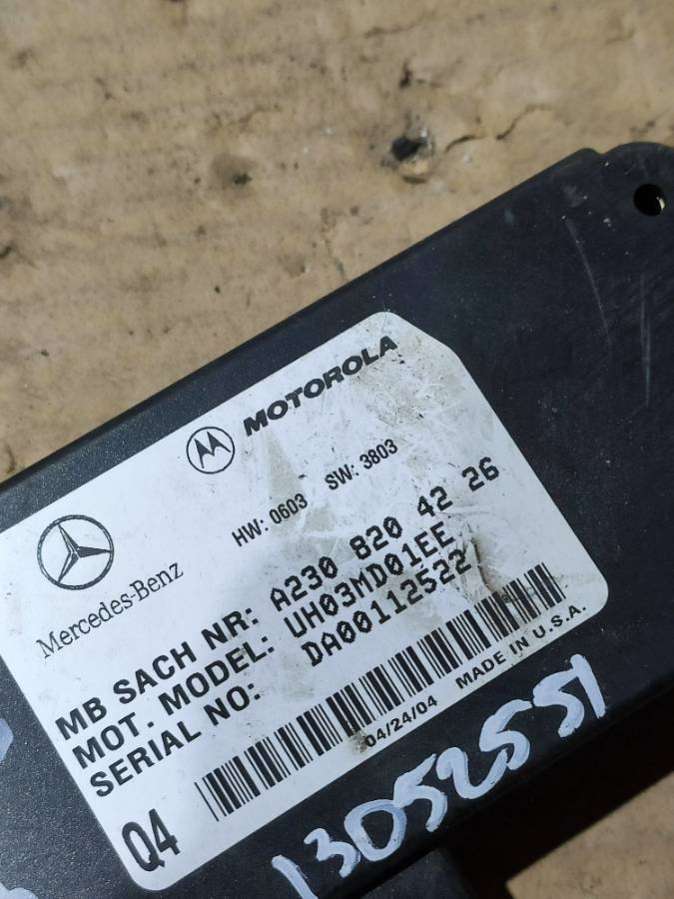 MOTOROLA
HW: 0603 SW: 3803
Mercedes-Benz
MB SACH NR: A230 820 42 26
MOT. MODEL: UH03MD01EE
SERIAL NO: DA00112522
04/24/04 MADE IN U.S.A.
Q4
13052551